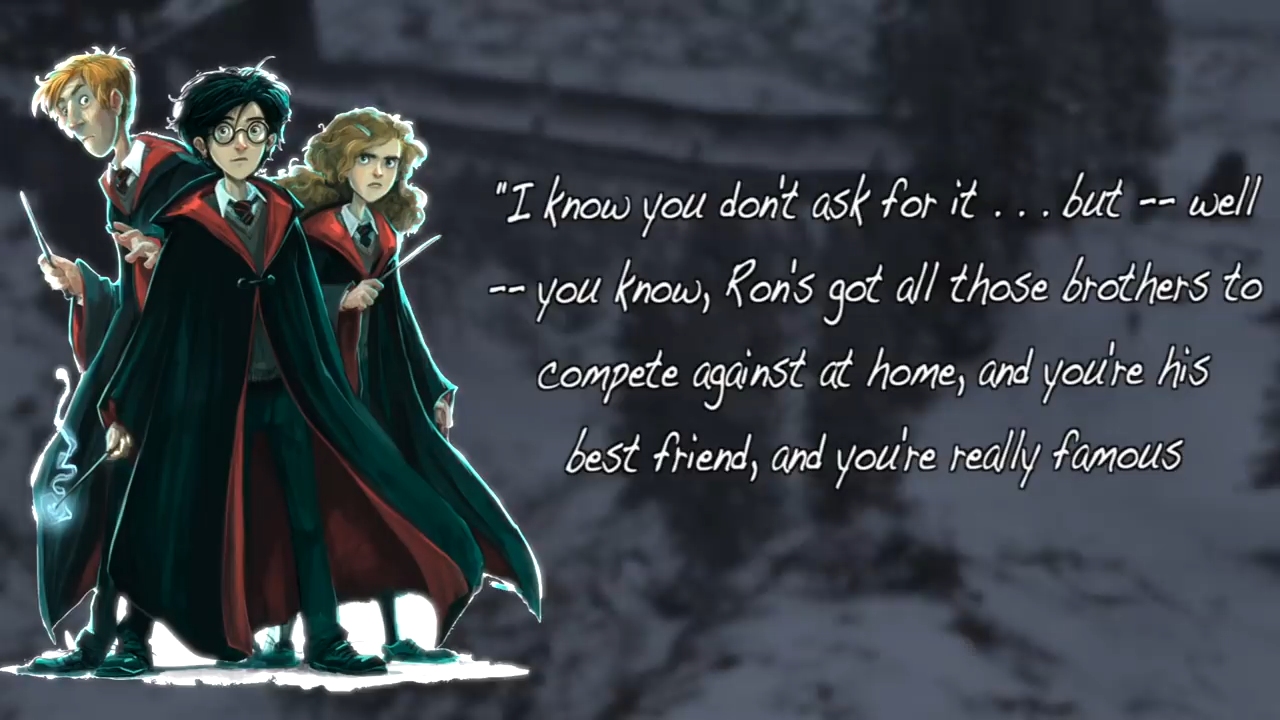 "I know you don't ask for it . . . but -- well
-- you know, Ron's got all those brothers to
compete against at home, and you're his
best friend, and you're really famous